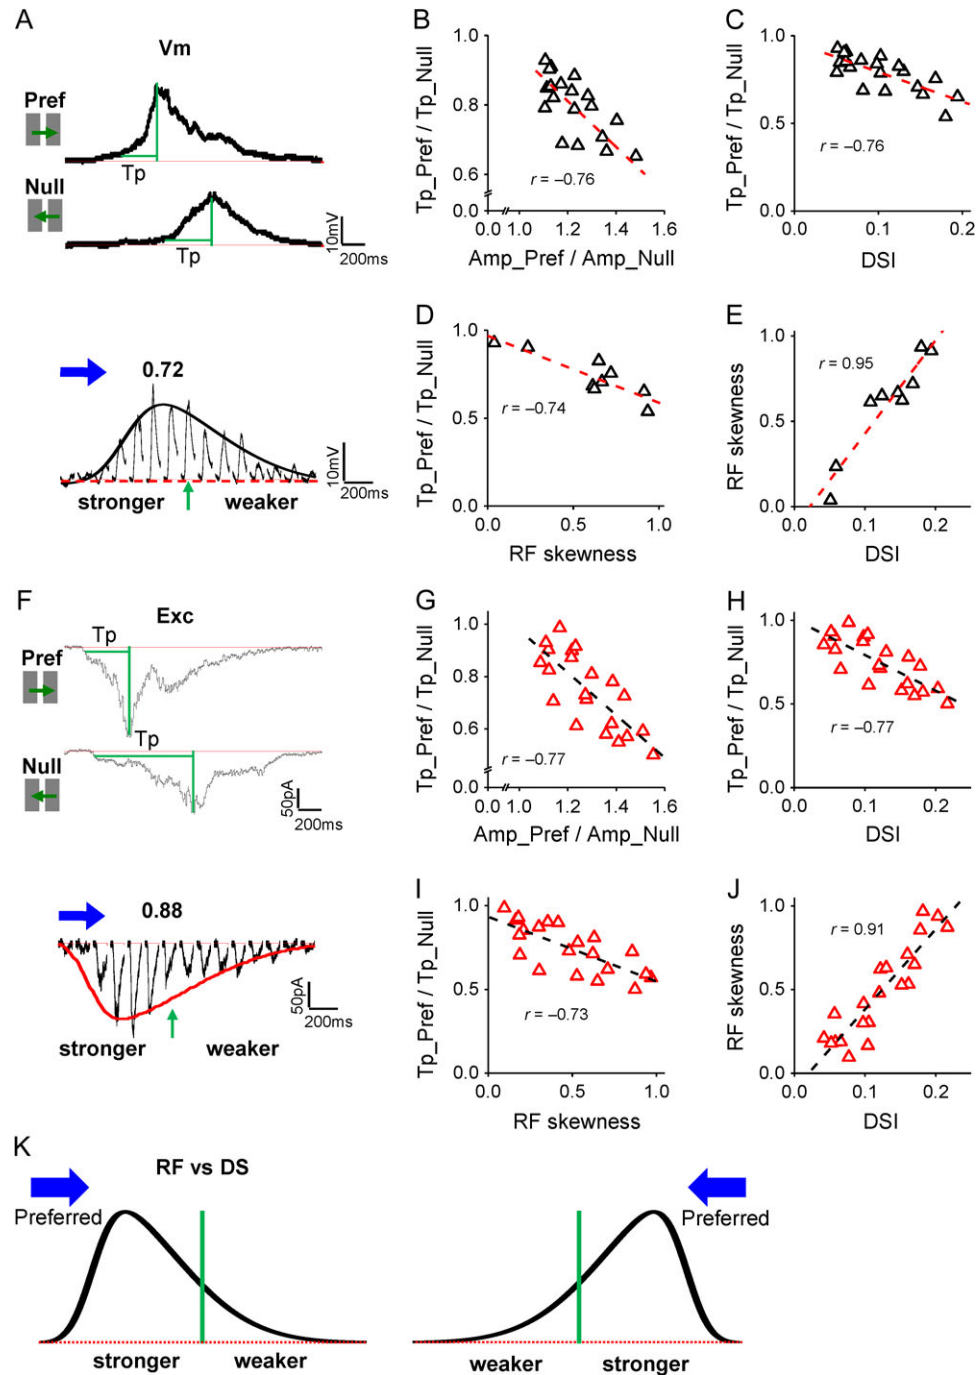 A
Vm
Pref
Tp
Null
Tp
10mV
200ms
B
Tp_Pref / Tp_Null
1.0
0.8
0.6
0.0
r = –0.76
0.0 1.0 1.2 1.4 1.6
Amp_Pref / Amp_Null
C
Tp_Pref / Tp_Null
1.0
0.5
0.0
r = –0.76
0.0 0.1 0.2
DSI
0.72
10mV
200ms
stronger weaker
D
Tp_Pref / Tp_Null
1.0
0.5
0.0
r = –0.74
0.0 0.5 1.0
RF skewness
E
RF skewness
1.0
0.5
0.0
r = 0.95
0.0 0.1 0.2
DSI
F
Exc
Tp
Pref
Tp
Null
50pA
200ms
G
Tp_Pref / Tp_Null
1.0
0.8
0.6
0.0
r = –0.77
0.0 1.0 1.2 1.4 1.6
Amp_Pref / Amp_Null
H
Tp_Pref / Tp_Null
1.0
0.5
0.0
r = –0.77
0.0 0.1 0.2
DSI
0.88
50pA
200ms
stronger weaker
I
Tp_Pref / Tp_Null
1.0
0.5
0.0
r = –0.73
0.0 0.5 1.0
RF skewness
J
RF skewness
1.0
0.5
0.0
r = 0.91
0.0 0.1 0.2
DSI
K
RF vs DS
Preferred
stronger weaker
Preferred
weaker stronger